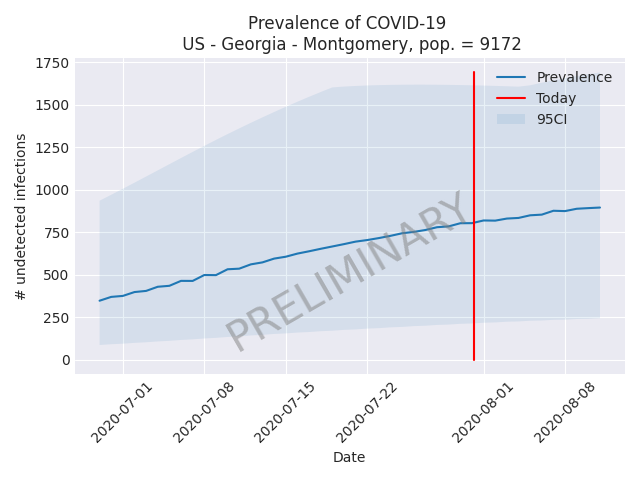 Prevalence of COVID-19
US - Georgia - Montgomery, pop. = 9172
# undetected infections
1750
1500
1250
1000
750
500
250
0
Prevalence
Today
95CI
PRELIMINARY
2020-07-01
2020-07-08
2020-07-15
2020-07-22
2020-08-01
2020-08-08
Date